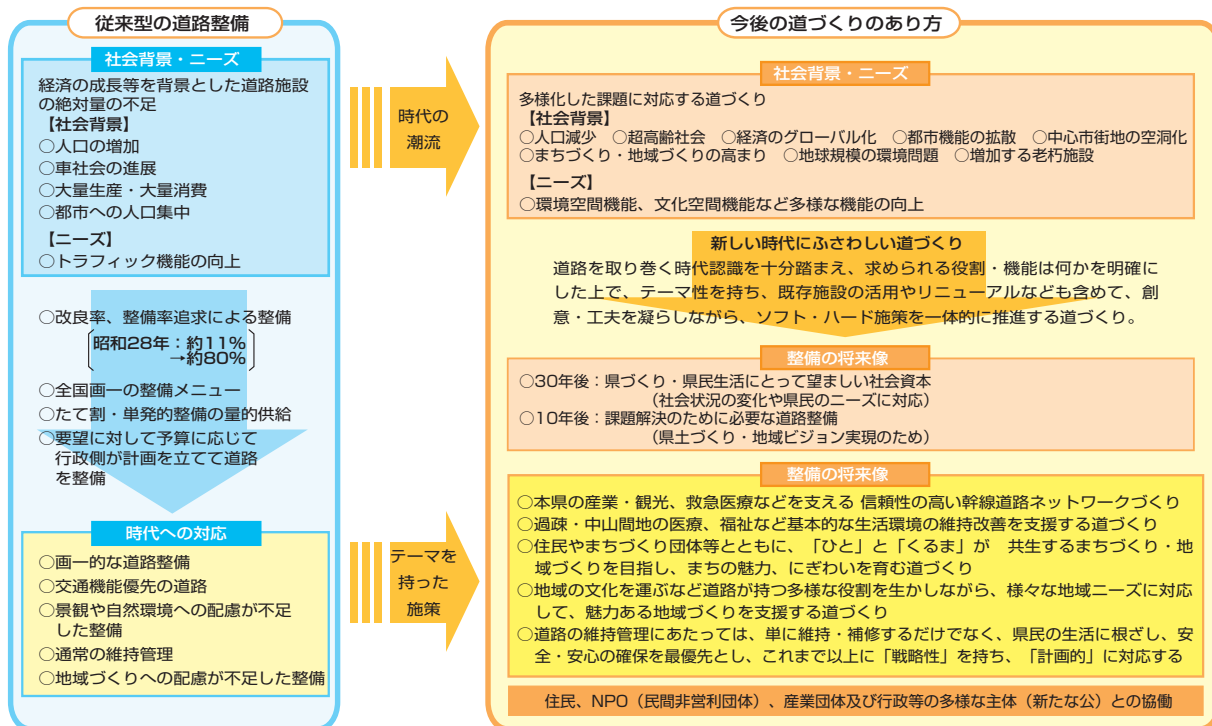 従来型の道路整備
社会背景・ニーズ
経済の成長等を背景とした道路施設
の絶対量の不足
【社会背景】
○人口の増加
○車社会の進展
○大量生産・大量消費
○都市への人口集中
【ニーズ】
○トラフィック機能の向上
○改良率、整備率追求による整備
昭和28年：約11%
→約80%
○全国画一の整備メニュー
○たて割・単発的整備の量的供給
○要望に対して予算に応じて
行政側が計画を立てて道路
を整備
時代への対応
○画一的な道路整備
○交通機能優先の道路
○景観や自然環境への配慮が不足
した整備
○通常の維持管理
○地域づくりへの配慮が不足した整備
時代の
潮流
テーマを
持った
施策
今後の道づくりのあり方
社会背景・ニーズ
多様化した課題に対応する道づくり
【社会背景】
○人口減少　○超高齢社会　○経済のグローバル化　○都市機能の拡散　○中心市街地の空洞化
○まちづくり・地域づくりの高まり　○地球規模の環境問題　○増加する老朽施設
【ニーズ】
○環境空間機能、文化空間機能など多様な機能の向上
新しい時代にふさわしい道づくり
道路を取り巻く時代認識を十分踏まえ、求められる役割・機能は何かを明確に
した上で、テーマ性を持ち、既存施設の活用やリニューアルなども含めて、創
意・工夫を凝らしながら、ソフト・ハード施策を一体的に推進する道づくり。
整備の将来像
○30年後：県づくり・県民生活にとって望ましい社会資本
（社会状況の変化や県民のニーズに対応）
○10年後：課題解決のために必要な道路整備
（県土づくり・地域ビジョン実現のため）
整備の将来像
○本県の産業・観光、救急医療などを支える 信頼性の高い幹線道路ネットワークづくり
○過疎・中山間地の医療、福祉など基本的な生活環境の維持改善を支援する道づくり
○住民やまちづくり団体等とともに、「ひと」と「くるま」が　共生するまちづくり・地
域づくりを目指し、まちの魅力、にぎわいを育む道づくり
○地域の文化を運ぶなど道路が持つ多様な役割を生かしながら、様々な地域ニーズに対応
して、魅力ある地域づくりを支援する道づくり
○道路の維持管理にあたっては、単に維持・補修するだけでなく、県民の生活に根ざし、安
全・安心の確保を最優先とし、これまで以上に「戦略性」を持ち、「計画的」に対応する
住民、NPO（民間非営利団体）、産業団体及び行政等の多様な主体（新たな公）との協働